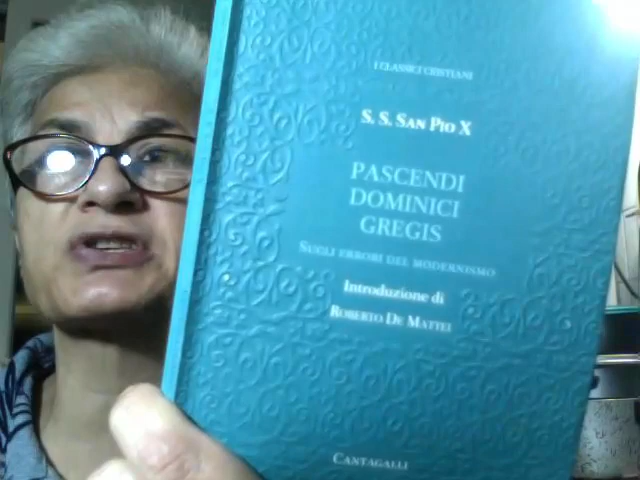 I CLASSICI CRISTIANI
S. S. SAN PIO X
PASCENDI
DOMINICI
GREGIS
SUGLI ERRORI DEL MODERNISMO
Introduzione di
ROBERTO DE MATTEI
CANTAGALLI